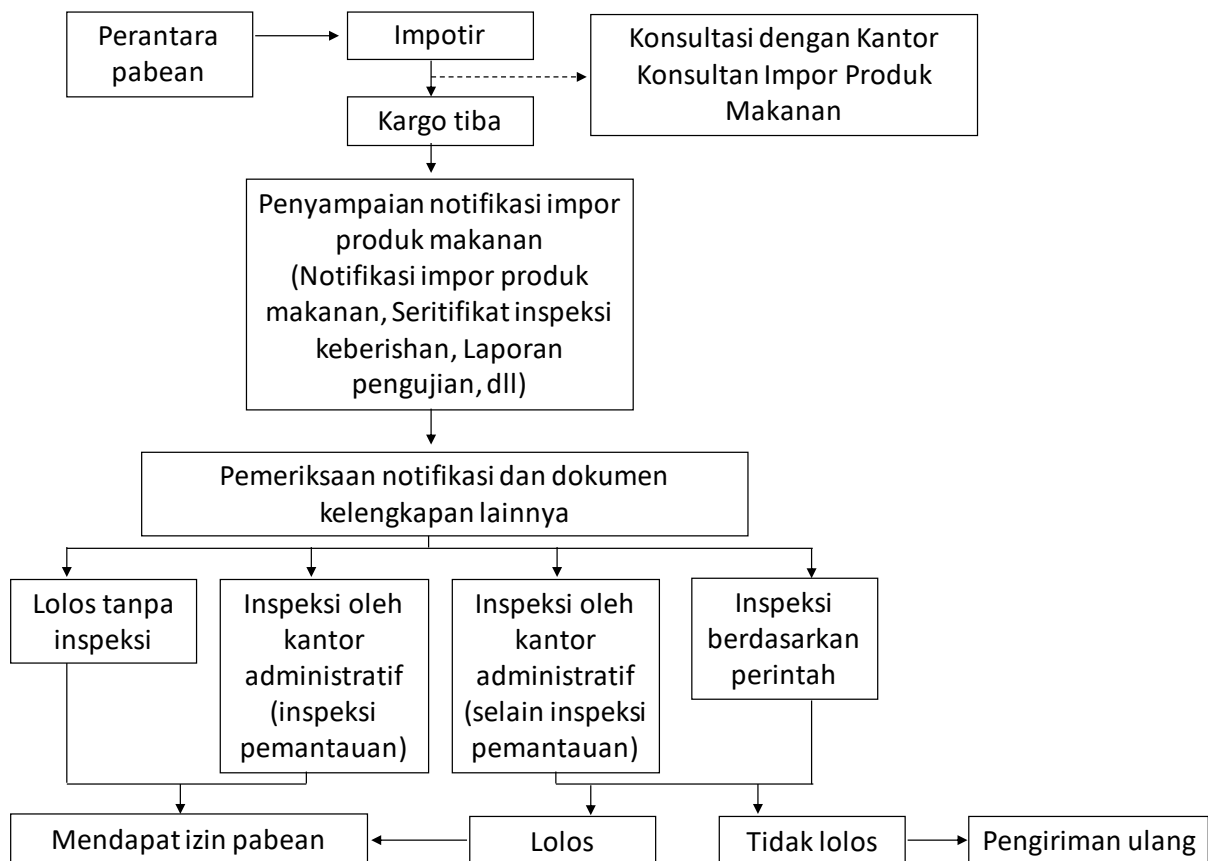 Perantara
pabean
Impotir
Konsultasi dengan Kantor
Konsultan Impor Produk
Makanan
Kargo tiba
Penyampaian notifikasi impor
produk makanan
(Notifikasi impor produk
makanan, Seritifikat inspeksi
keberishan, Laporan
pengujian, dll)
Pemeriksaan notifikasi dan dokumen
kelengkapan lainnya
Lolos tanpa
inspeksi
Inspeksi oleh
kantor
administratif
(inspeksi
pemantauan)
Inspeksi oleh
kantor
administratif
(selain inspeksi
pemantauan)
Inspeksi
berdasarkan
perintah
Mendapat izin pabean
Lolos
Tidak lolos
Pengiriman ulang